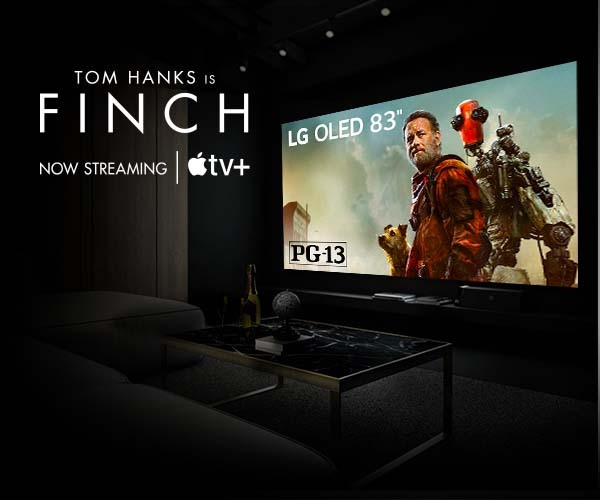 TOM HANKS IS
FINCH
NOW STREAMING | tv+
LG OLED 83"
PG-13